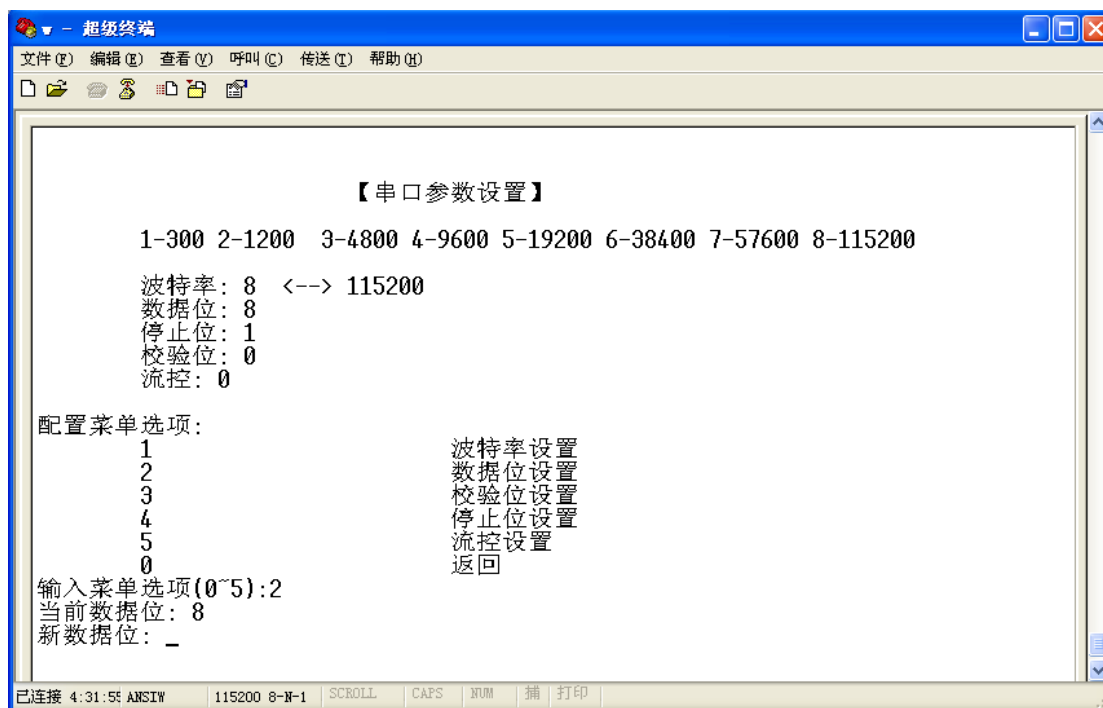 w - 超级终端
文件(F) 编辑(E) 查看(V) 呼叫(C) 传送(T) 帮助(H)
【串口参数设置】
1-300 2-1200 3-4800 4-9600 5-19200 6-38400 7-57600 8-115200
波特率: 8 <--> 115200
数据位: 8
停止位: 1
校验位: 0
流控: 0
配置菜单选项:
1 波特率设置
2 数据位设置
3 校验位设置
4 停止位设置
5 流控设置
0 返回
输入菜单选项(0~5):2
当前数据位: 8
新数据位: _
已连接 4:31:55 ANSIW 115200 8-N-1 SCROLL CAPS NUM 捕 打印